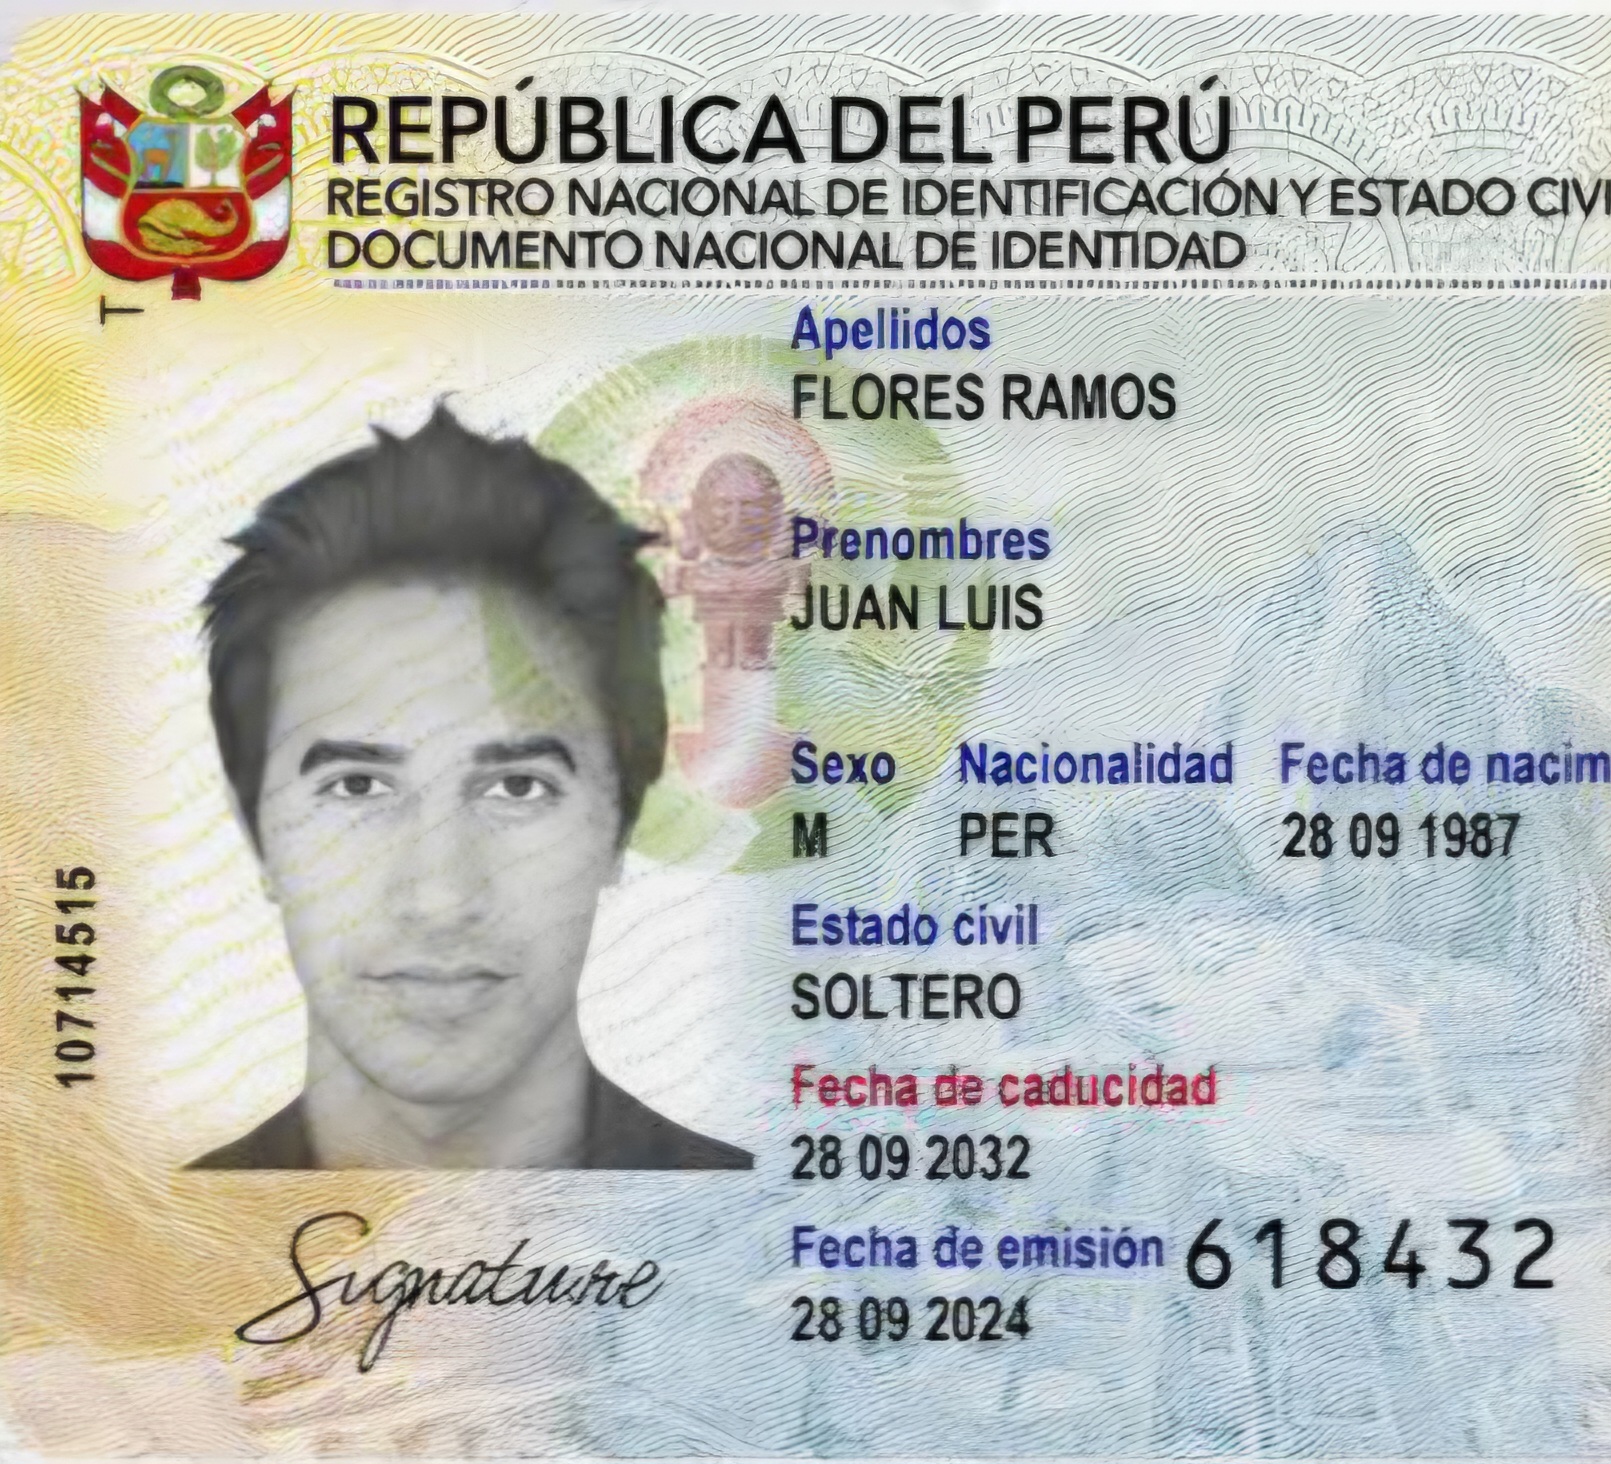 REPÚBLICA DEL PERÚ
REGISTRO NACIONAL DE IDENTIFICACIÓN Y ESTADO CIVI
DOCUMENTO NACIONAL DE IDENTIDAD
T
Apellidos
FLORES RAMOS
Prenombres
JUAN LUIS
Sexo Nacionalidad Fecha de nacim
M PER 28 09 1987
Estado civil
SOLTERO
10714515
Fecha de caducidad
28 09 2032
Fecha de emisión 618432
28 09 2024
Signature